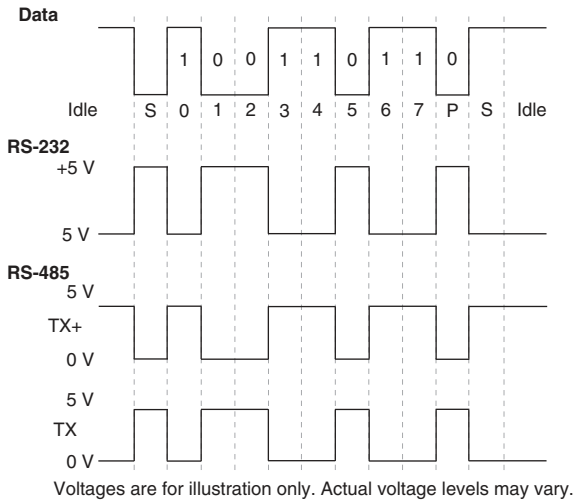 Data
1 0 0 1 1 0 1 1 0
Idle S 0 1 2 3 4 5 6 7 P S Idle
RS-232
+5 V
5 V
RS-485
5 V
TX+
0 V
5 V
TX
0 V
Voltages are for illustration only. Actual voltage levels may vary.